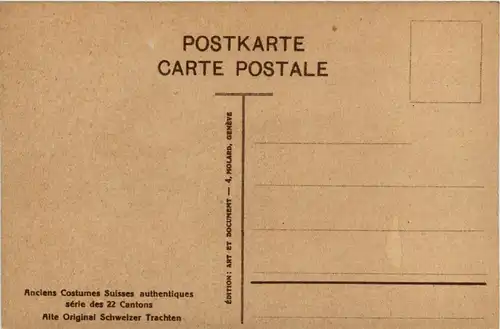 POSTKARTE
CARTE POSTALE
ÉDITION: ART ET DOCUMENT — 4, MOLARD, GENÈVE
Anciens Costumes Suisses authentiques
série des 22 Cantons
Alte Original Schweizer Trachten